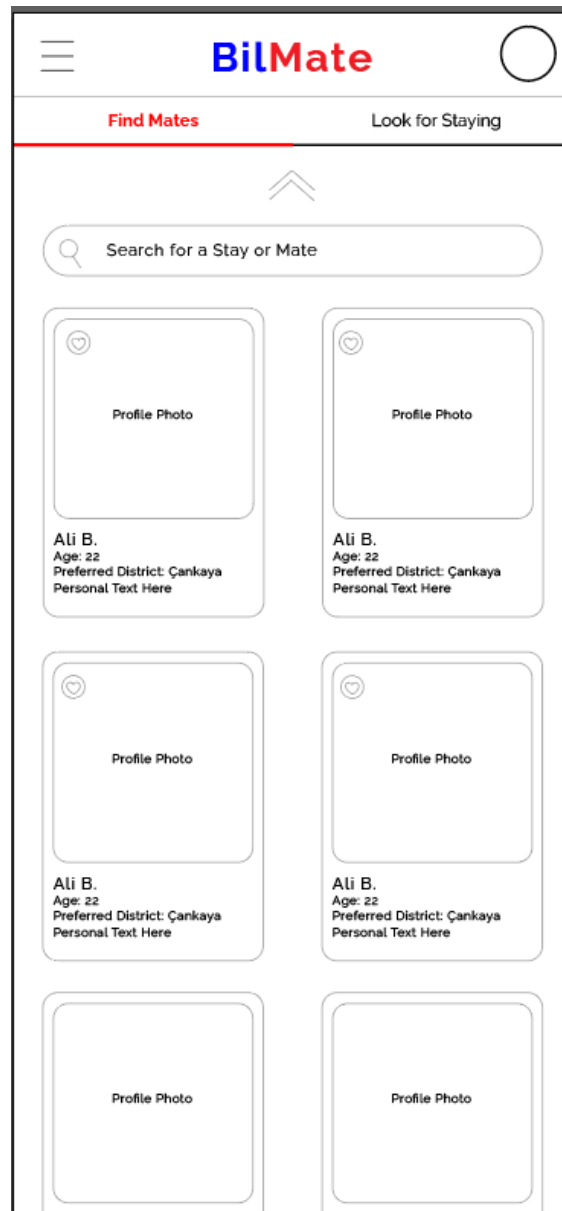 BilMate
Find Mates
Look for Staying
Search for a Stay or Mate
Profile Photo
Ali B.
Age: 22
Preferred District: Çankaya
Personal Text Here
Profile Photo
Ali B.
Age: 22
Preferred District: Çankaya
Personal Text Here
Profile Photo
Ali B.
Age: 22
Preferred District: Çankaya
Personal Text Here
Profile Photo
Ali B.
Age: 22
Preferred District: Çankaya
Personal Text Here
Profile Photo
Profile Photo